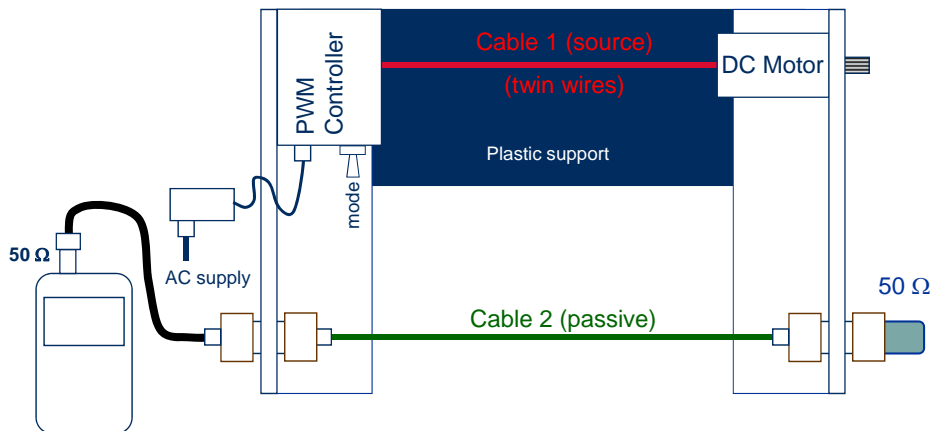 Cable 1 (source)
(twin wires)
PWM
Controller
DC Motor
Plastic support
mode
50 Ω
AC supply
50 Ω
Cable 2 (passive)